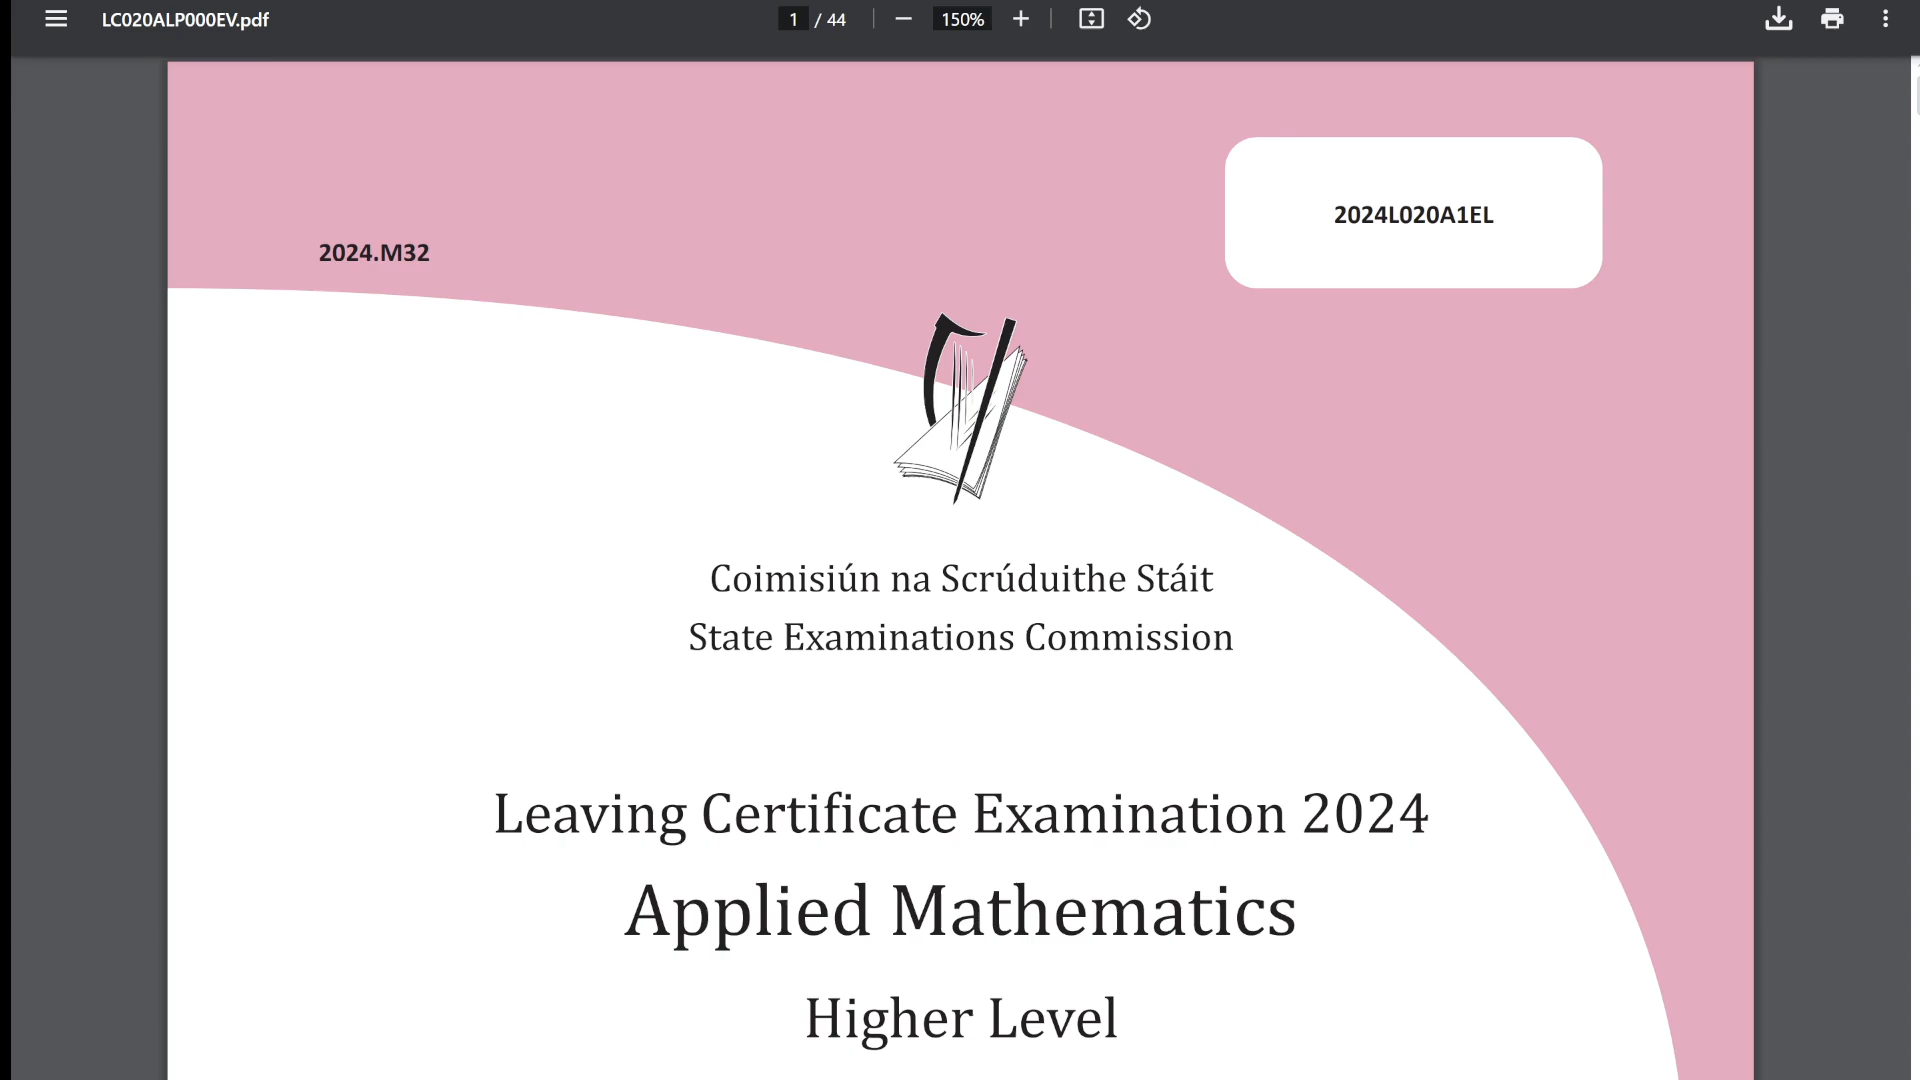 LC020ALP000EV.pdf
1 / 44
150%
2024L020A1EL
2024.M32
Coimisiún na Scrúduithe Stáit
State Examinations Commission
Leaving Certificate Examination 2024
Applied Mathematics
Higher Level